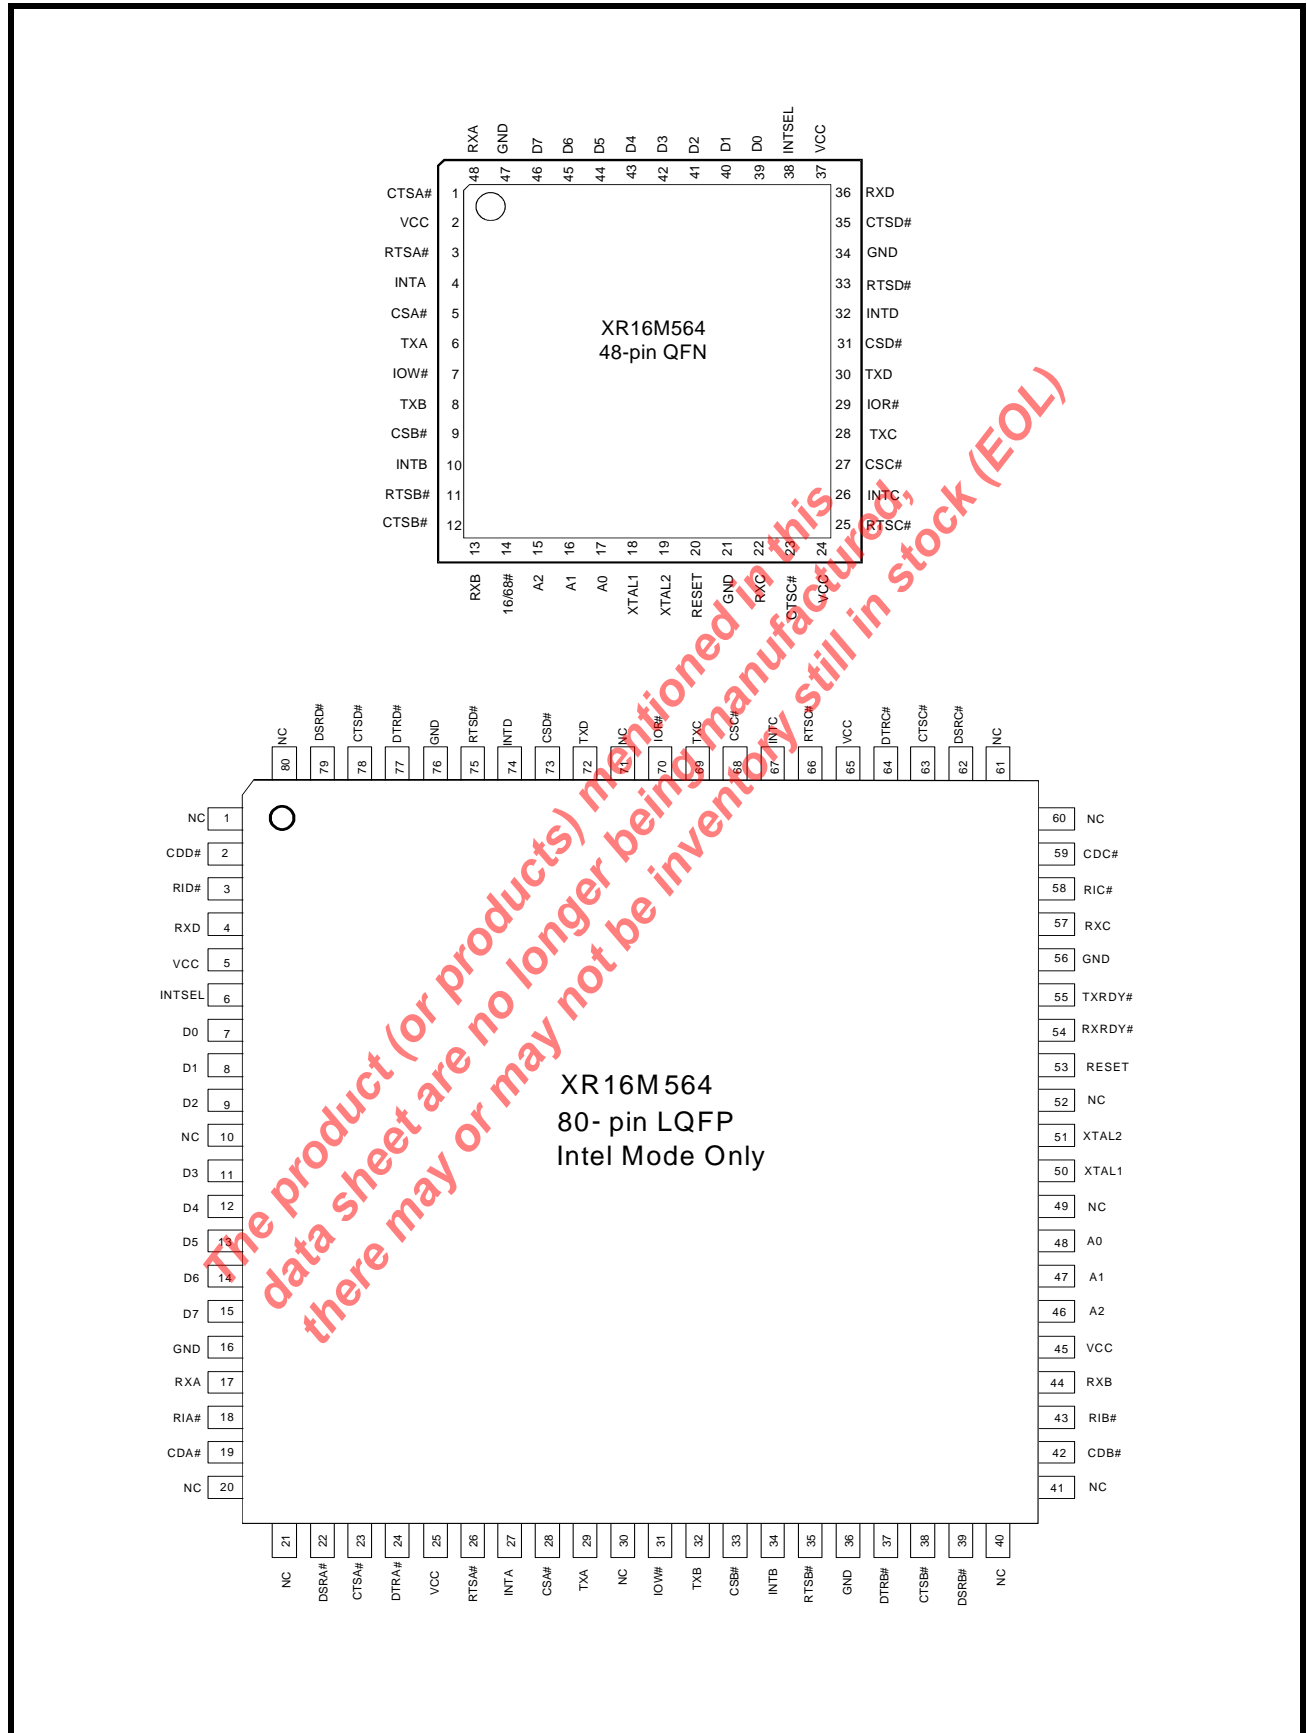 RXA GND D7 D6 D5 D4 D3 D2 D1 D0 INTSEL VCC
48 47 46 45 44 43 42 41 40 39 38 37
CTSA# 1 36 RXD
VCC 2 35 CTSD#
RTSA# 3 34 GND
INTA 4 33 RTSD#
CSA# 5 32 INTD
TXA 6 31 CSD#
IOW# 7 30 TXD
TXB 8 29 IOR#
CSB# 9 28 TXC
INTB 10 27 CSC#
RTSB# 11 26 INTC
CTSB# 12 25 RTSC#
XR16M564
48-pin QFN
13 14 15 16 17 18 19 20 21 22 23 24
RXB 16/68# A2 A1 A0 XTAL1 XTAL2 RESET GND RXC CTSC# VCC
NC DSRD# CTSD# DTRD# GND RTSD# INTD CSD# TXD NC IOR# TXC CSC# INTC RTSC# VCC DTRC# CTSC# DSRC# NC
80 79 78 77 76 75 74 73 72 71 70 69 68 67 66 65 64 63 62 61
NC 1 60 NC
CDD# 2 59 CDC#
RID# 3 58 RIC#
RXD 4 57 RXC
VCC 5 56 GND
INTSEL 6 55 TXRDY#
D0 7 54 RXRDY#
D1 8 53 RESET
D2 9 52 NC
NC 10 51 XTAL2
D3 11 50 XTAL1
D4 12 49 NC
D5 13 48 A0
D6 14 47 A1
D7 15 46 A2
GND 16 45 VCC
RXA 17 44 RXB
RIA# 18 43 RIB#
CDA# 19 42 CDB#
NC 20 41 NC
XR16M564
80- pin LQFP
Intel Mode Only
21 22 23 24 25 26 27 28 29 30 31 32 33 34 35 36 37 38 39 40
NC DSRA# CTSA# DTRA# VCC RTSA# INTA CSA# TXA NC IOW# TXB CSB# INTB RTSB# GND DTRB# CTSB# DSRB# NC
The product (or products) mentioned in this
data sheet are no longer being manufactured,
there may or may not be inventory still in stock (EOL)